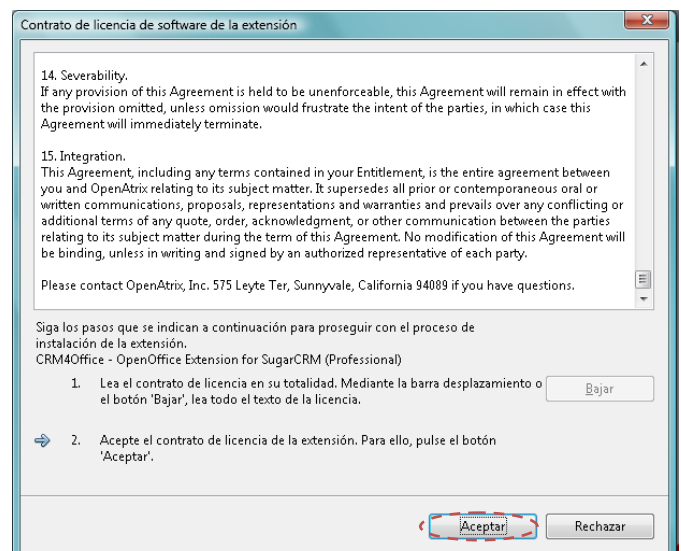 Contrato de licencia de software de la extensión
14. Severability.
If any provision of this Agreement is held to be unenforceable, this Agreement will remain in effect with
the provision omitted, unless omission would frustrate the intent of the parties, in which case this
Agreement will immediately terminate.
15. Integration.
This Agreement, including any terms contained in your Entitlement, is the entire agreement between
you and OpenAtrix relating to its subject matter. It supersedes all prior or contemporaneous oral or
written communications, proposals, representations and warranties and prevails over any conflicting or
additional terms of any quote, order, acknowledgment, or other communication between the parties
relating to its subject matter during the term of this Agreement. No modification of this Agreement will
be binding, unless in writing and signed by an authorized representative of each party.
Please contact OpenAtrix, Inc. 575 Leyte Ter, Sunnyvale, California 94089 if you have questions.
Siga los pasos que se indican a continuación para proseguir con el proceso de
instalación de la extensión.
CRM4Office - OpenOffice Extension for SugarCRM (Professional)
1. Lea el contrato de licencia en su totalidad. Mediante la barra desplazamiento o
el botón 'Bajar', lea todo el texto de la licencia.
Bajar
2. Acepte el contrato de licencia de la extensión. Para ello, pulse el botón
'Aceptar'.
Aceptar Rechazar